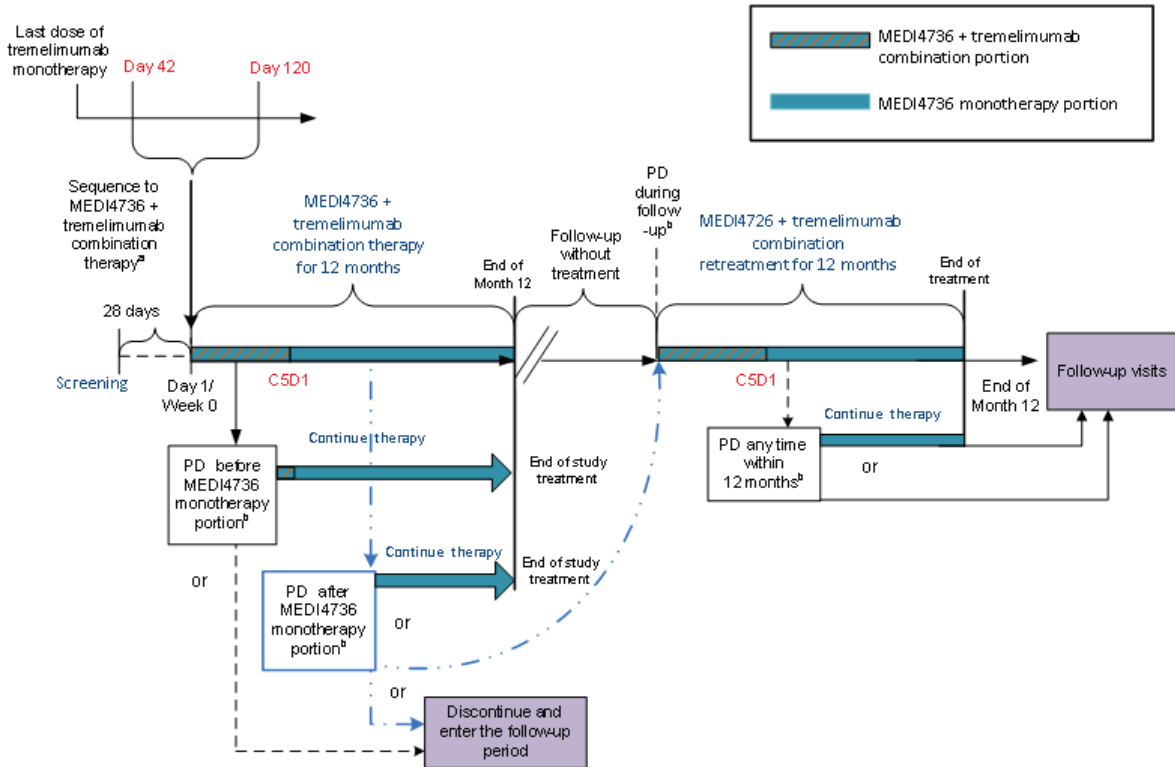 Last dose of
tremelimumab
monotherapy
Day 42
Day 120
MEDI4736 + tremelimumab
combination portion
MEDI4736 monotherapy portion
Sequence to
MEDI4736 +
tremelimumab
combination
therapyᵃ
MEDI4736 +
tremelimumab
combination therapy
for 12 months
End of
Month 12
Follow-up
without
treatment
PD
during
follow
-upᵇ
MEDI4726 + tremelimumab
combination
retreatment for 12 months
End of
treatment
28 days
Screening
Day 1/
Week 0
C5D1
C5D1
End of
Month 12
Follow-up visits
PD before
MEDI4736
monotherapy
portionᵇ
Continue therapy
End of study
treatment
PD any time
within
12 monthsᵇ
Continue therapy
or
or
PD after
MEDI4736
monotherapy
portionᵇ
Continue therapy
End of study
treatment
or
or
Discontinue and
enter the follow-up
period